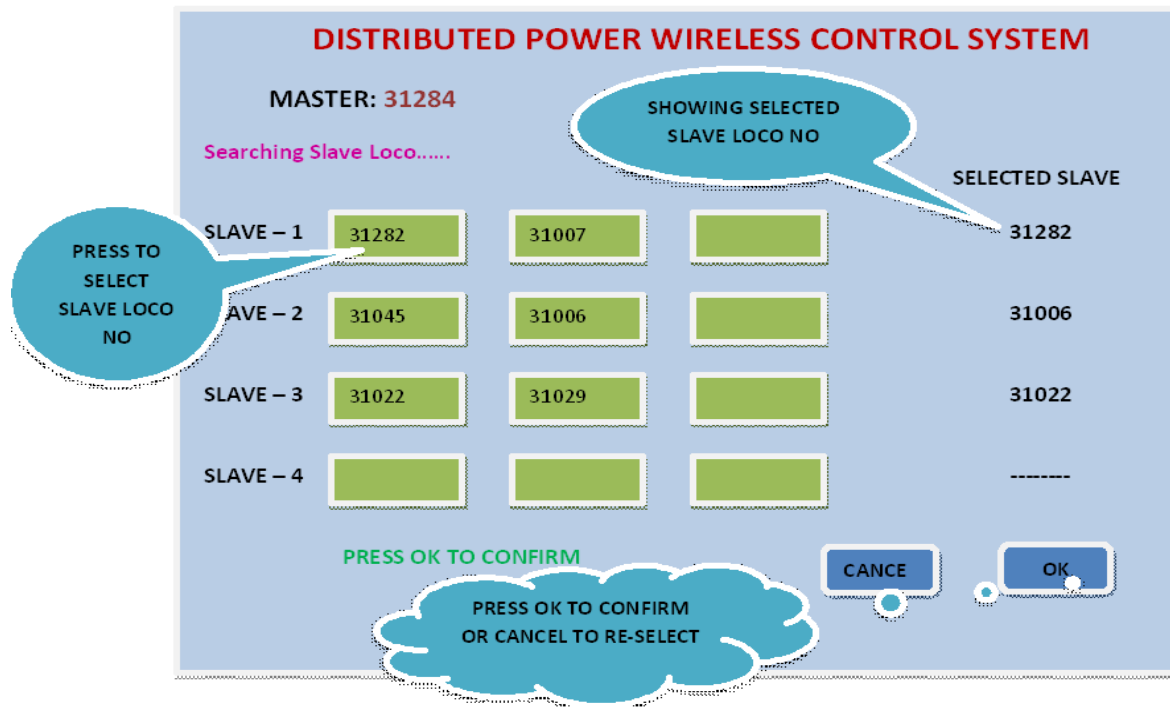 DISTRIBUTED POWER WIRELESS CONTROL SYSTEM
MASTER: 31284
SHOWING SELECTED
SLAVE LOCO NO
Searching Slave Loco......
SELECTED SLAVE
SLAVE – 1 31282 31007 31282
PRESS TO
SELECT
SLAVE LOCO
NO
AVE – 2 31045 31006 31006
SLAVE – 3 31022 31029 31022
SLAVE – 4 --------
PRESS OK TO CONFIRM
CANCE OK
PRESS OK TO CONFIRM
OR CANCEL TO RE-SELECT